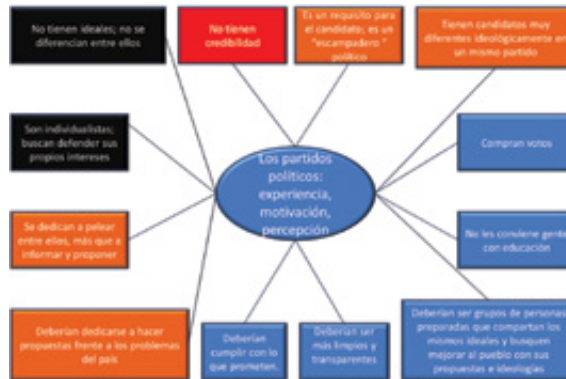 No tienen ideales; no se
diferencian entre ellos
No tienen
credibilidad
Es un requisito para
el candidato; es un
"escampadero"
político
Tienen candidatos muy
diferentes ideológicamente en
un mismo partido
Son individualistas;
buscan defender sus
propios intereses
Los partidos
políticos:
experiencia,
motivación,
percepción
Compran votos
Se dedican a pelear
entre ellos, más que a
informar y proponer
No les conviene gente
con educación
Deberían dedicarse a hacer
propuestas frente a los problemas
del país
Deberían
cumplir con lo
que prometen.
Deberían ser
más limpios y
transparentes
Deberían ser grupos de personas
preparadas que compartan los
mismos ideales y busquen
mejorar al pueblo con sus
propuestas e ideologías